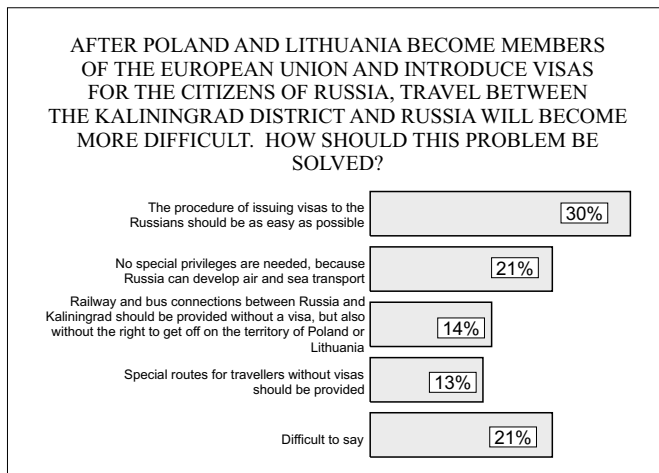 AFTER POLAND AND LITHUANIA BECOME MEMBERS
OF THE EUROPEAN UNION AND INTRODUCE VISAS
FOR THE CITIZENS OF RUSSIA, TRAVEL BETWEEN
THE KALININGRAD DISTRICT AND RUSSIA WILL BECOME
MORE DIFFICULT. HOW SHOULD THIS PROBLEM BE
SOLVED?
The procedure of issuing visas to the
Russians should be as easy as possible
30%
No special privileges are needed, because
Russia can develop air and sea transport
21%
Railway and bus connections between Russia and
Kaliningrad should be provided without a visa, but also
without the right to get off on the territory of Poland or
Lithuania
14%
Special routes for travellers without visas
should be provided
13%
Difficult to say
21%